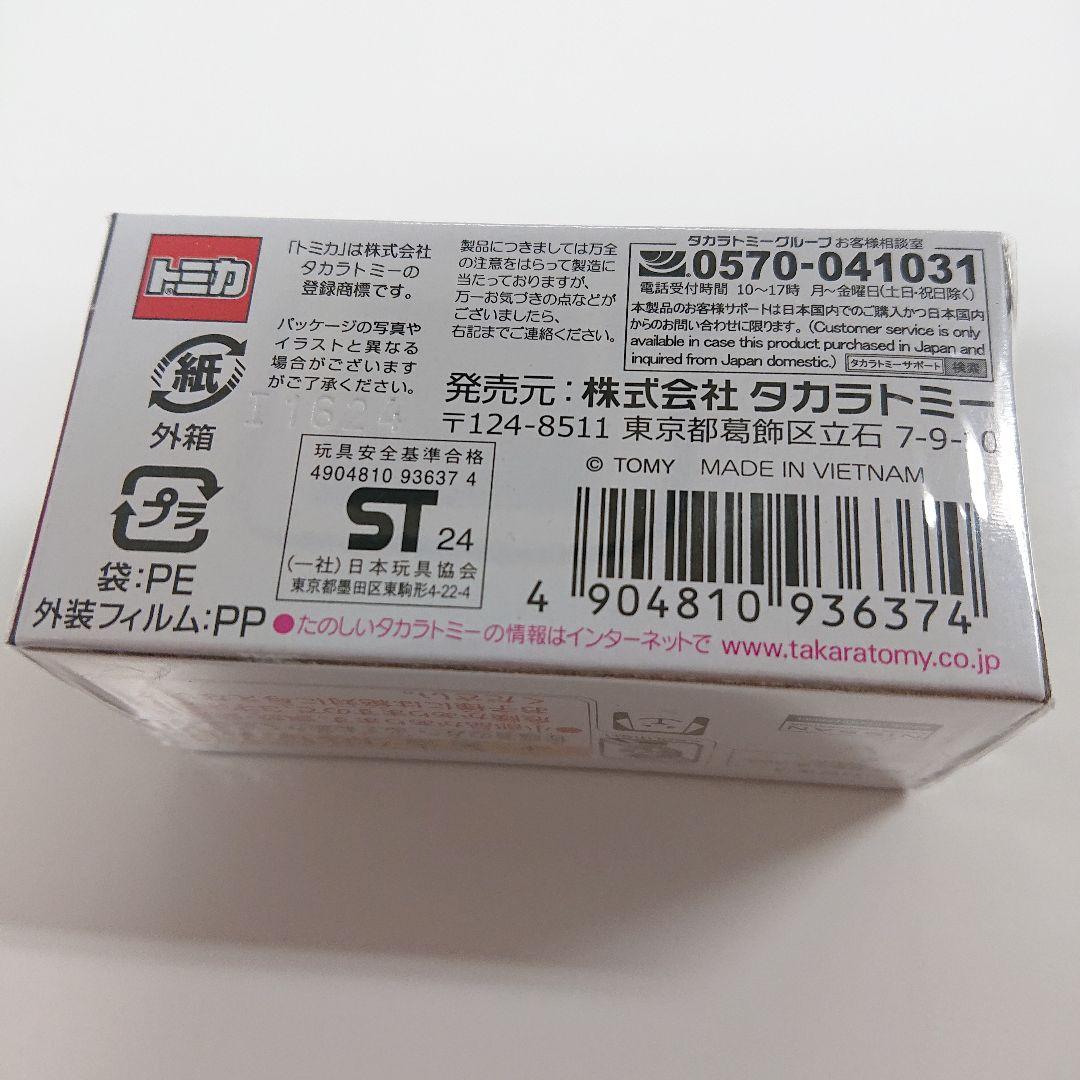 トミカ®
「トミカ」は株式会社
タカラトミーの
登録商標です。
パッケージの写真や
イラストと異なる
場合がございます
がご了承ください。
製品につきましては万全
の注意をはらって製造に
当たっておりますが、
万一お気づきの点などが
ございましたら、
右記までご連絡ください。
タカラトミーグループ お客様相談室
0570-041031
電話受付時間 10〜17時 月〜金曜日(土日・祝日除く)
本製品のお客様サポートは日本国内でのご購入かつ日本国内
からのお問い合わせに限ります。(Customer service is only
available in case this product purchased in Japan and
inquired from Japan domestic.) タカラトミーサポート 検索
発売元:株式会社 タカラトミー
〒124-8511 東京都葛飾区立石 7-9-10
© TOMY MADE IN VIETNAM
紙
外箱
I1624
プラ
袋:PE
外装フィルム:PP
玩具安全基準合格
4904810 93637 4
ST 24
(一社)日本玩具協会
東京都墨田区東駒形4-22-4
4 904810 936374
●たのしいタカラトミーの情報はインターネットで www.takaratomy.co.jp
NISSAN